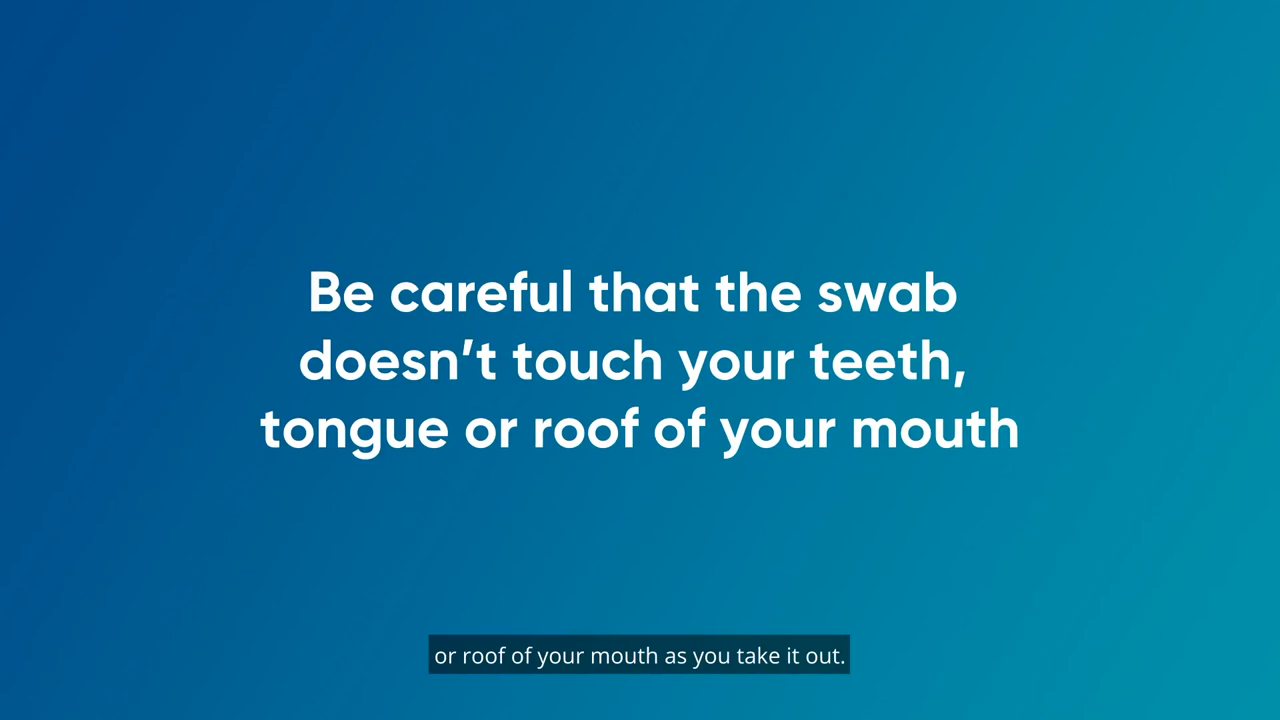 Be careful that the swab
doesn’t touch your teeth,
tongue or roof of your mouth
or roof of your mouth as you take it out.